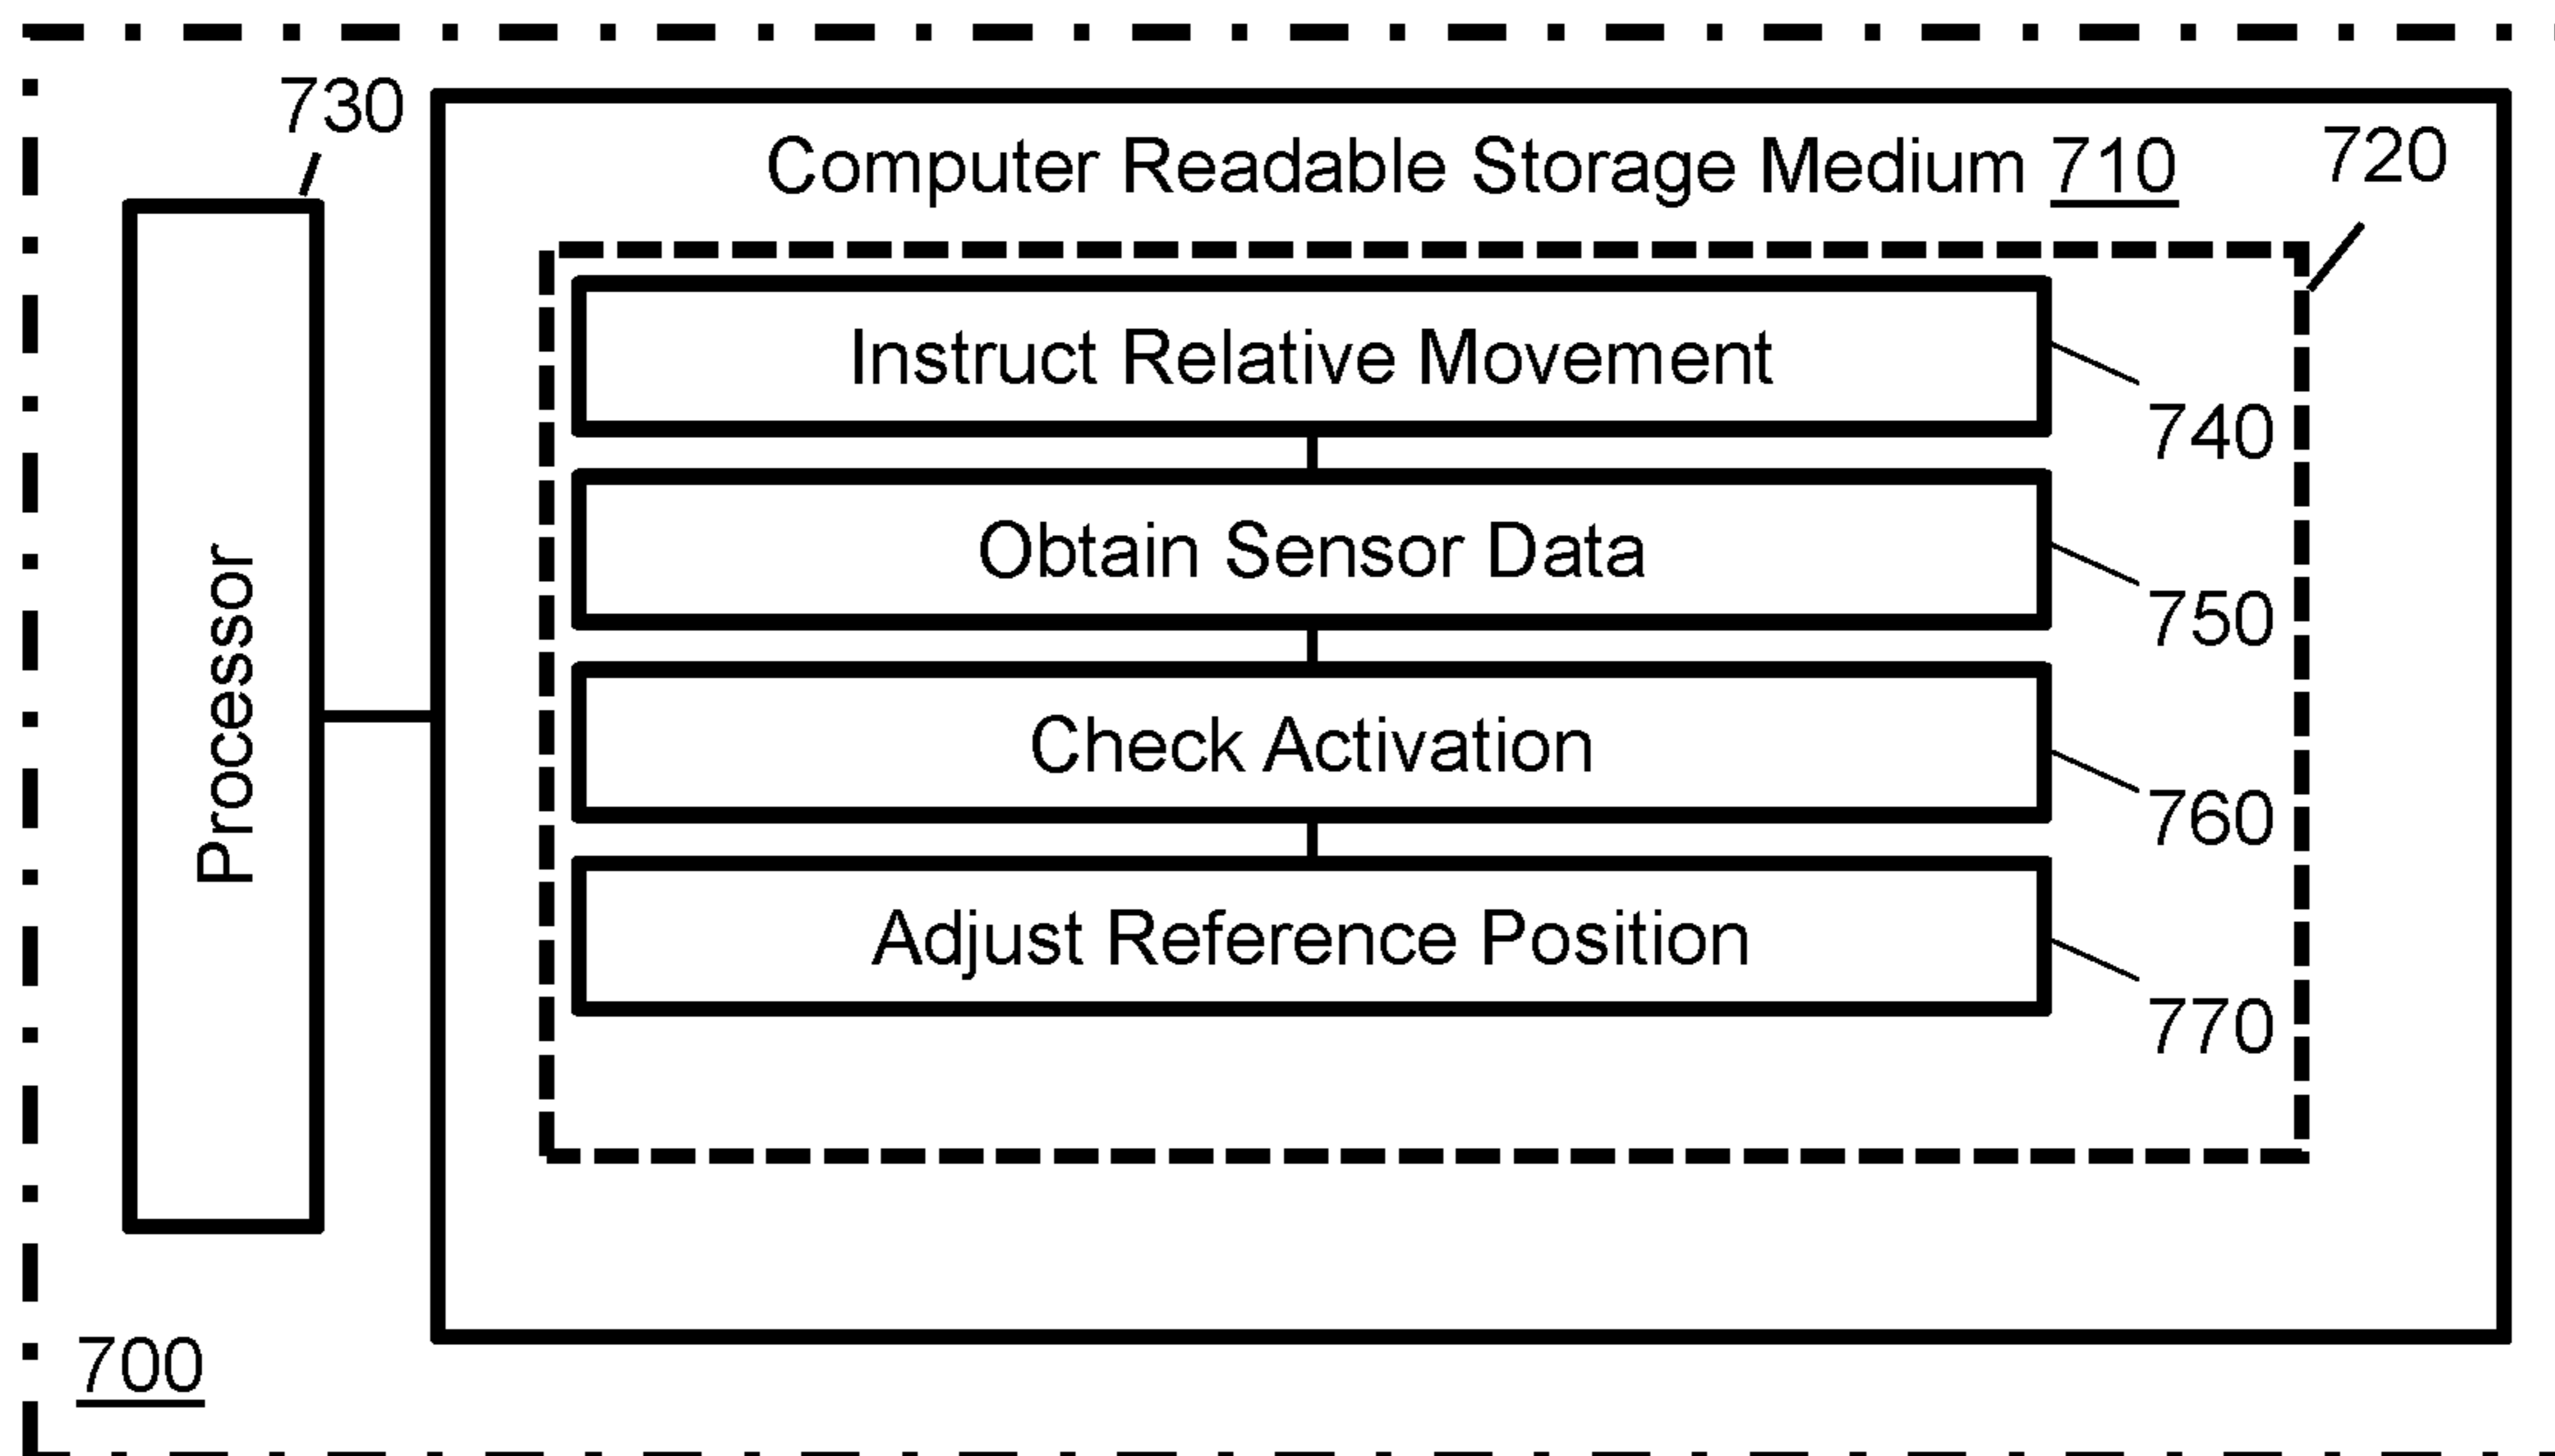 730
Computer Readable Storage Medium 710
720
Instruct Relative Movement
740
Obtain Sensor Data
750
Processor
Check Activation
760
Adjust Reference Position
770
700